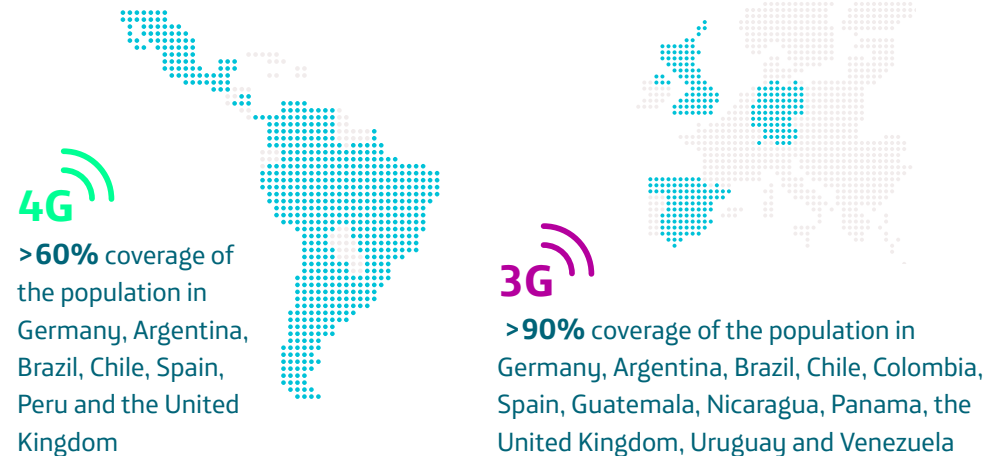 4G
>60% coverage of
the population in
Germany, Argentina,
Brazil, Chile, Spain,
Peru and the United
Kingdom
3G
>90% coverage of the population in
Germany, Argentina, Brazil, Chile, Colombia,
Spain, Guatemala, Nicaragua, Panama, the
United Kingdom, Uruguay and Venezuela